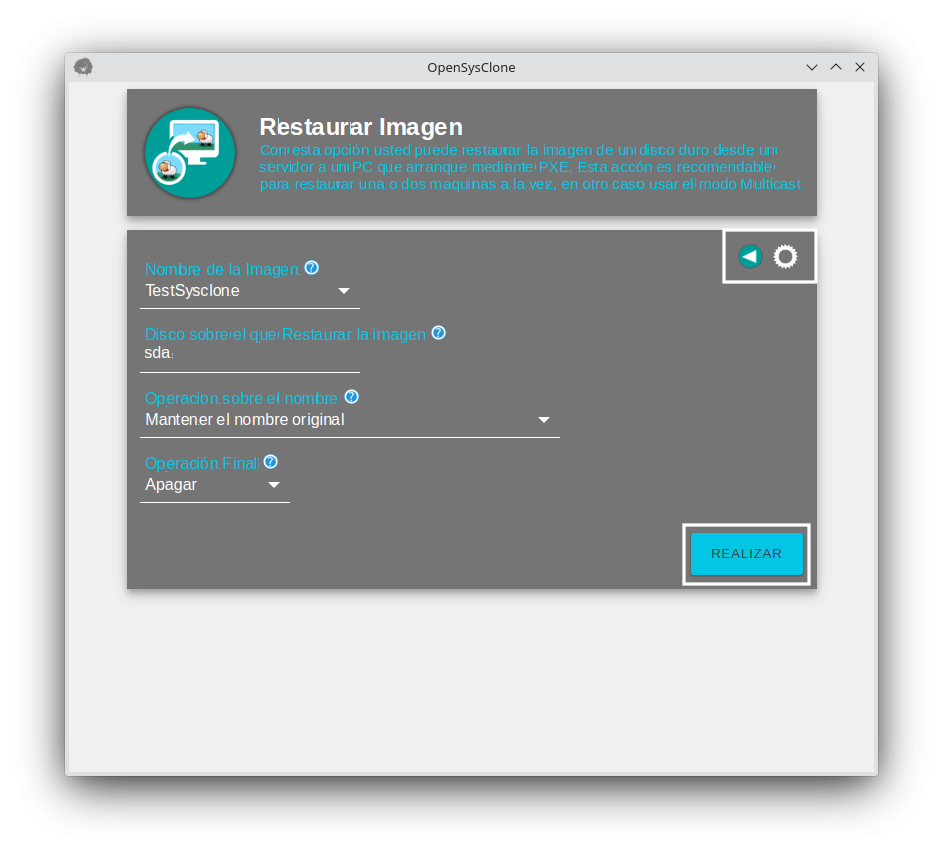 OpenSysClone
Restaurar Imagen
Con esta opción usted puede restaurar la imagen de un disco duro desde un
servidor a un PC que arranque mediante PXE. Esta accón es recomendable
para restaurar una o dos maquinas a la vez, en otro caso usar el modo Multicast
Nombre de la Imagen
TestSysclone
Disco sobre el que Restaurar la imagen
sda
Operacion sobre el nombre
Mantener el nombre original
Operación Final
Apagar
REALIZAR